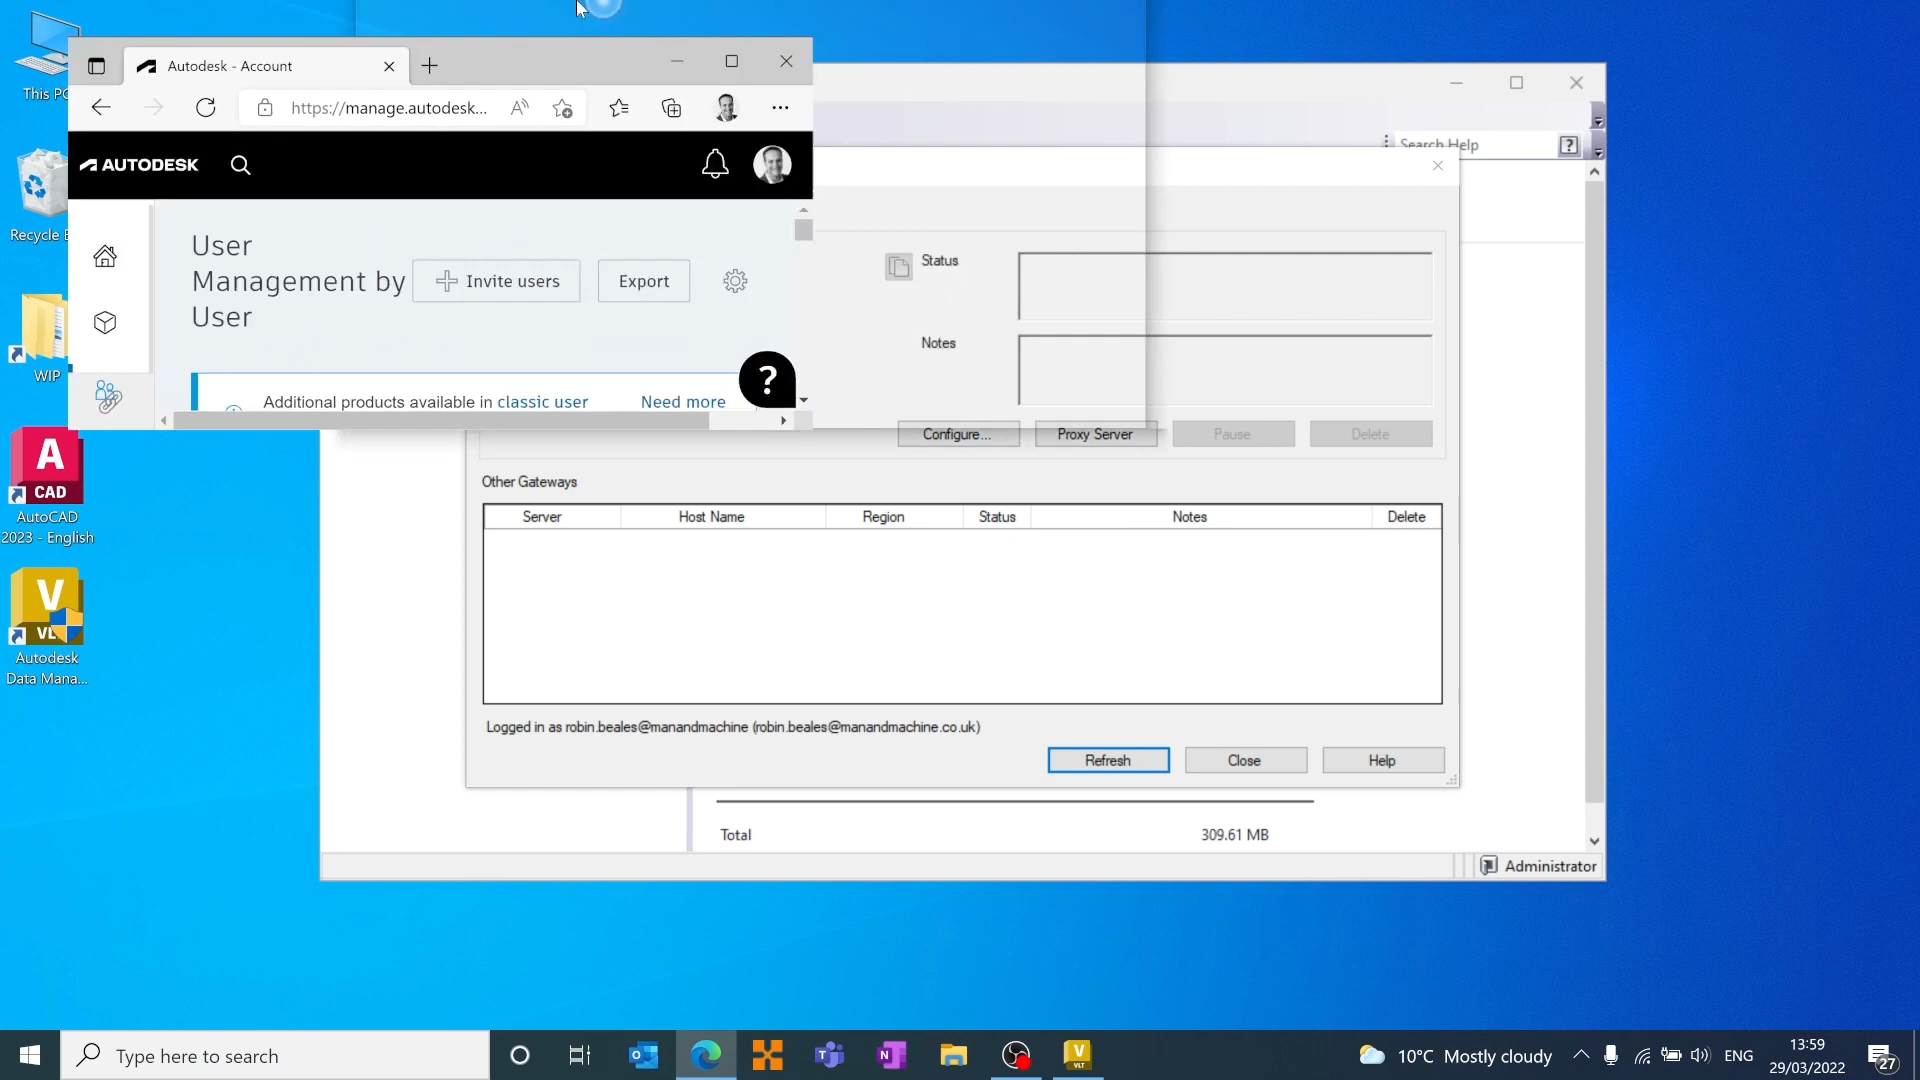 This PC
Recycle B
WIP
A
CAD
AutoCAD
2023 - English
V
VL
Autodesk
Data Mana...
Autodesk - Account
https://manage.autodesk...
AUTODESK
User
Management by
User
Invite users
Export
Additional products available in classic user
Need more
?
Search Help
?
Status
Notes
Configure...
Proxy Server
Pause
Delete
Other Gateways
Server
Host Name
Region
Status
Notes
Delete
Logged in as robin.beales@manandmachine (robin.beales@manandmachine.co.uk)
Refresh
Close
Help
Total
309.61 MB
Administrator
Type here to search
10°C Mostly cloudy
ENG
13:59
29/03/2022
27